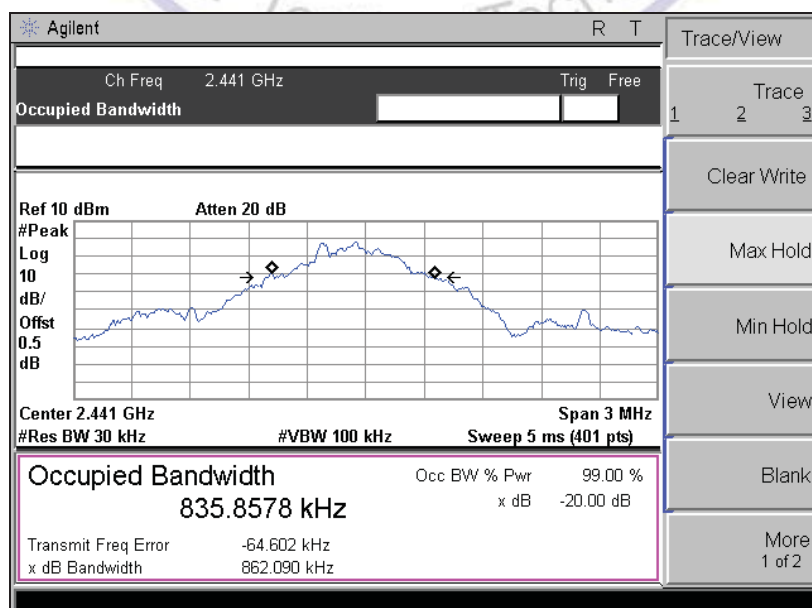 Agilent
R T
Trace/View
Ch Freq 2.441 GHz
Trig Free
Occupied Bandwidth
Trace
1 2 3
Clear Write
Max Hold
Min Hold
View
Blank
More
1 of 2
Ref 10 dBm
Atten 20 dB
#Peak
Log
10
dB/
Offst
0.5
dB
Center 2.441 GHz
Span 3 MHz
#Res BW 30 kHz
#VBW 100 kHz
Sweep 5 ms (401 pts)
Occupied Bandwidth
835.8578 kHz
Occ BW % Pwr 99.00 %
x dB -20.00 dB
Transmit Freq Error -64.602 kHz
x dB Bandwidth 862.090 kHz